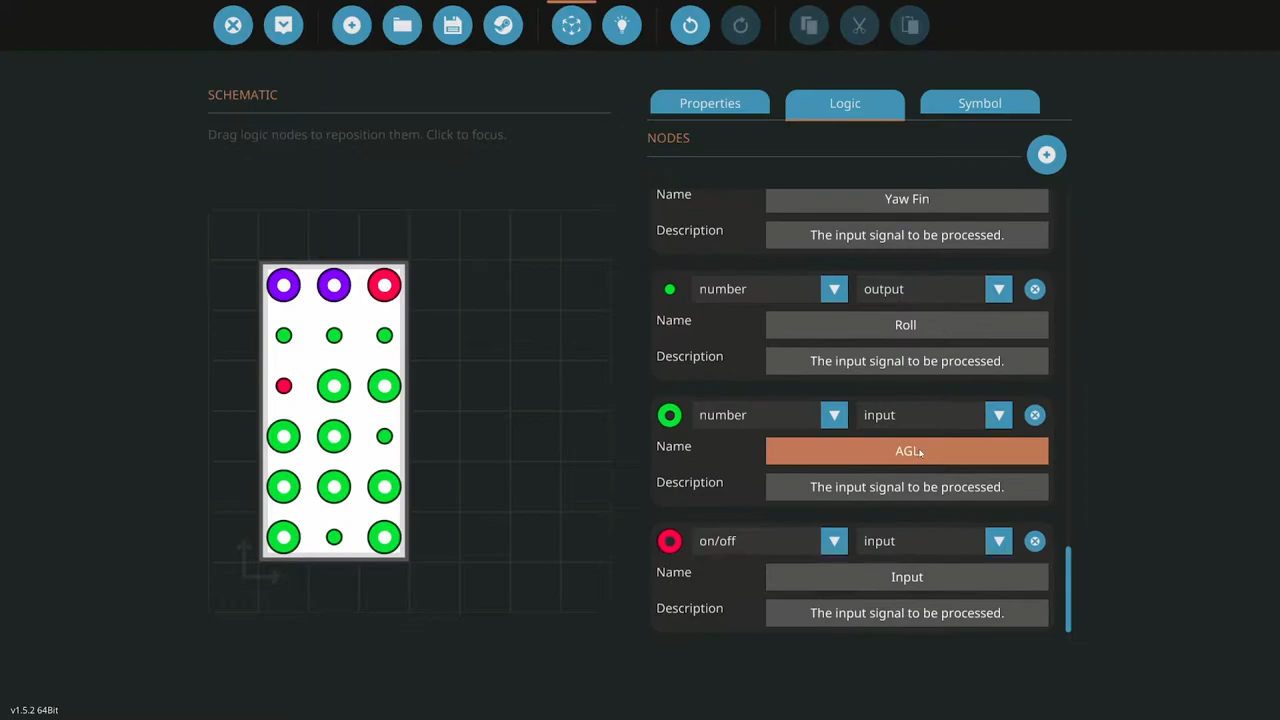 SCHEMATIC
Drag logic nodes to reposition them. Click to focus.
Properties
Logic
Symbol
NODES
Name
Yaw Fin
Description
The input signal to be processed.
number
output
Name
Roll
Description
The input signal to be processed.
number
input
Name
AGL
Description
The input signal to be processed.
on/off
input
Name
Input
Description
The input signal to be processed.
v1.5.2 64Bit